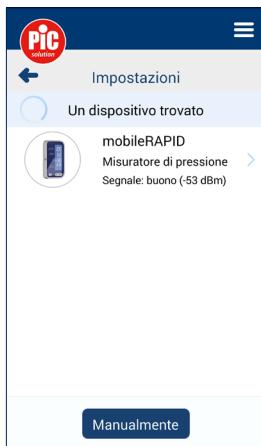 PiC
solution
Impostazioni
Un dispositivo trovato
mobileRAPID
Misuratore di pressione
Segnale: buono (-53 dBm)
Manualmente